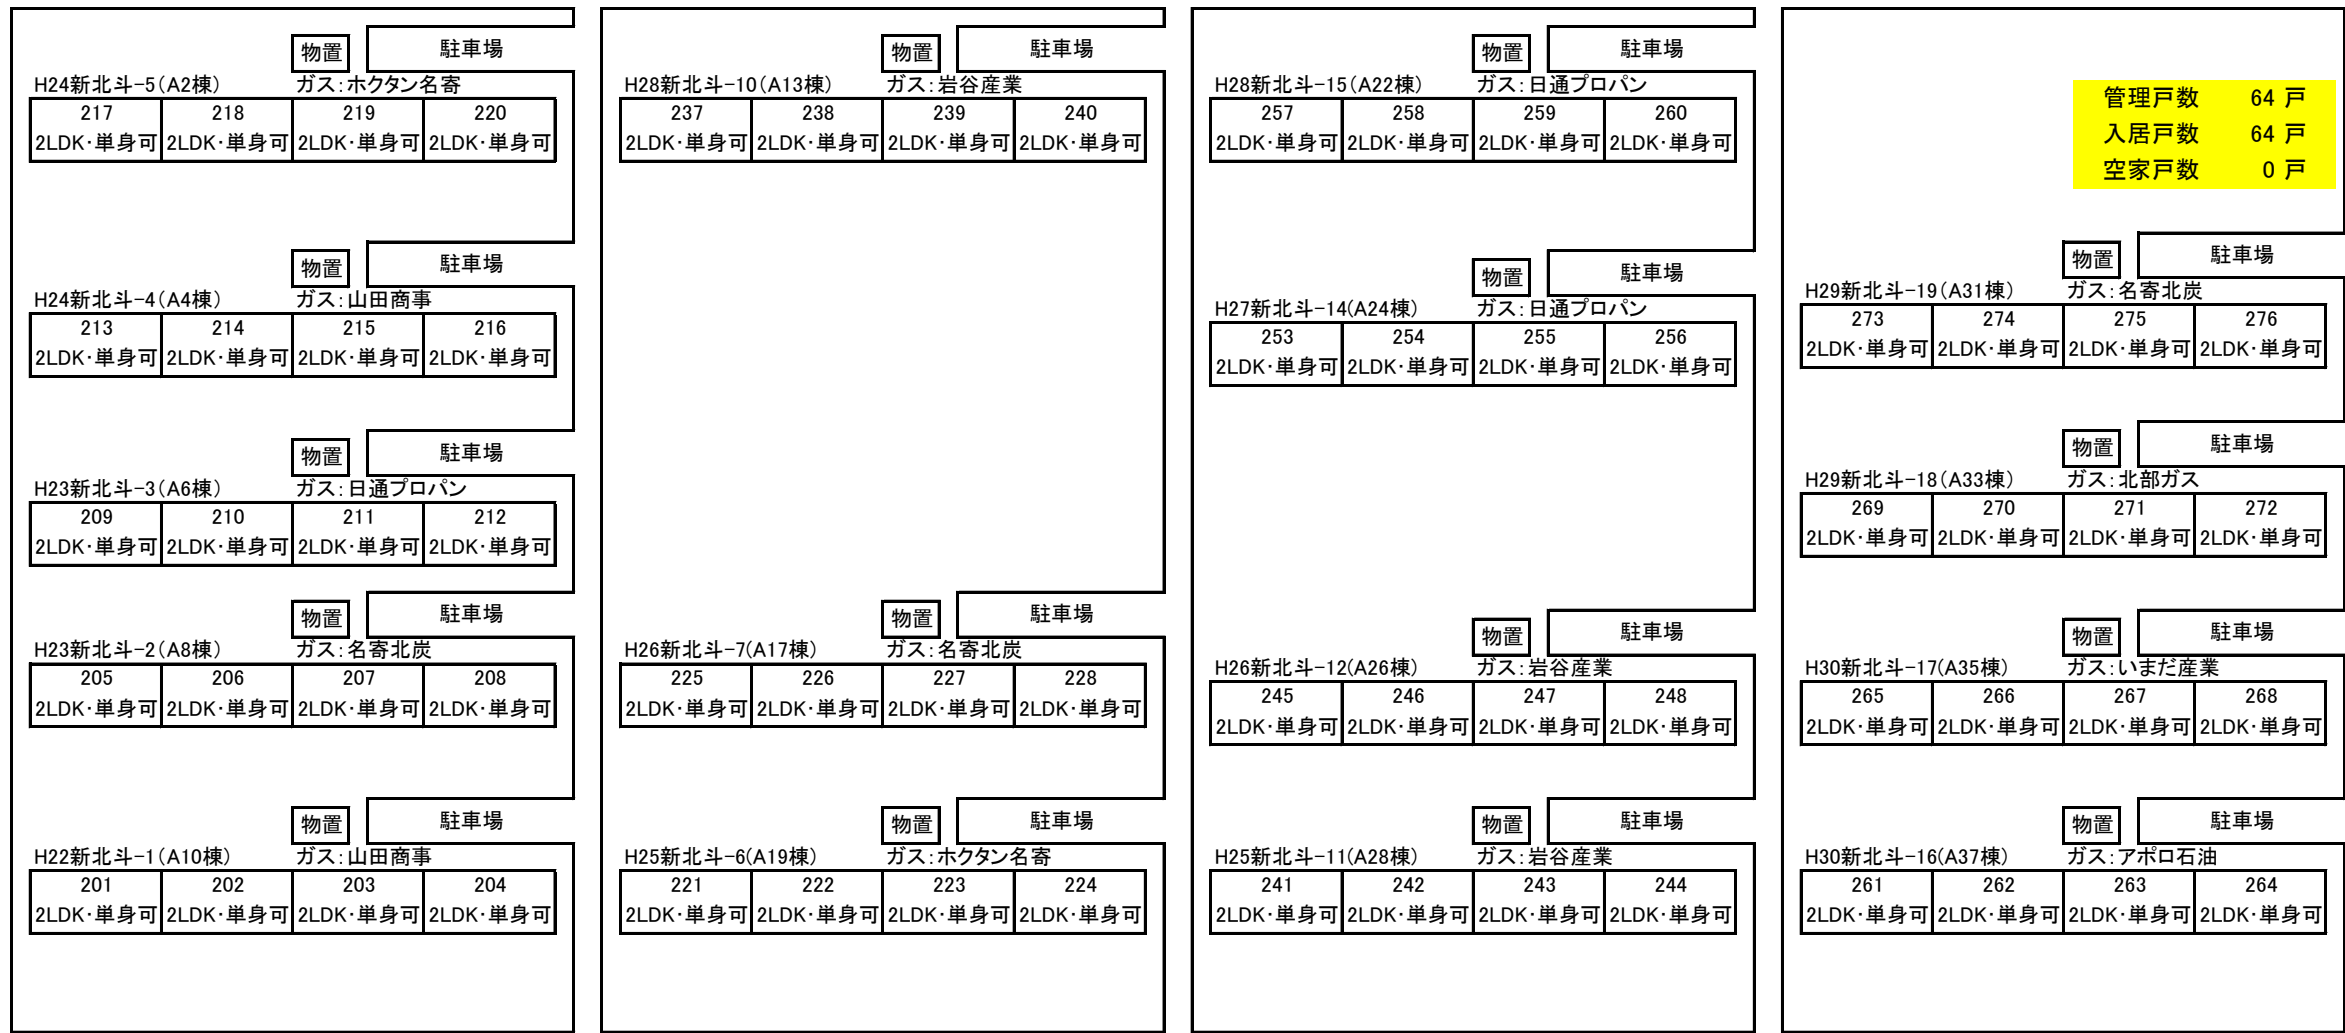 物置 駐車場
H24新北斗-5(A2棟) ガス:ホクタン名寄
217 218 219 220
2LDK・単身可 2LDK・単身可 2LDK・単身可 2LDK・単身可
物置 駐車場
H24新北斗-4(A4棟) ガス:山田商事
213 214 215 216
2LDK・単身可 2LDK・単身可 2LDK・単身可 2LDK・単身可
物置 駐車場
H23新北斗-3(A6棟) ガス:日通プロパン
209 210 211 212
2LDK・単身可 2LDK・単身可 2LDK・単身可 2LDK・単身可
物置 駐車場
H23新北斗-2(A8棟) ガス:名寄北炭
205 206 207 208
2LDK・単身可 2LDK・単身可 2LDK・単身可 2LDK・単身可
物置 駐車場
H22新北斗-1(A10棟) ガス:山田商事
201 202 203 204
2LDK・単身可 2LDK・単身可 2LDK・単身可 2LDK・単身可
物置 駐車場
H28新北斗-10(A13棟) ガス:岩谷産業
237 238 239 240
2LDK・単身可 2LDK・単身可 2LDK・単身可 2LDK・単身可
物置 駐車場
H26新北斗-7(A17棟) ガス:名寄北炭
225 226 227 228
2LDK・単身可 2LDK・単身可 2LDK・単身可 2LDK・単身可
物置 駐車場
H25新北斗-6(A19棟) ガス:ホクタン名寄
221 222 223 224
2LDK・単身可 2LDK・単身可 2LDK・単身可 2LDK・単身可
物置 駐車場
H28新北斗-15(A22棟) ガス:日通プロパン
257 258 259 260
2LDK・単身可 2LDK・単身可 2LDK・単身可 2LDK・単身可
物置 駐車場
H27新北斗-14(A24棟) ガス:日通プロパン
253 254 255 256
2LDK・単身可 2LDK・単身可 2LDK・単身可 2LDK・単身可
物置 駐車場
H26新北斗-12(A26棟) ガス:岩谷産業
245 246 247 248
2LDK・単身可 2LDK・単身可 2LDK・単身可 2LDK・単身可
物置 駐車場
H25新北斗-11(A28棟) ガス:岩谷産業
241 242 243 244
2LDK・単身可 2LDK・単身可 2LDK・単身可 2LDK・単身可
管理戸数 64 戸
入居戸数 64 戸
空家戸数 0 戸
物置 駐車場
H29新北斗-19(A31棟) ガス:名寄北炭
273 274 275 276
2LDK・単身可 2LDK・単身可 2LDK・単身可 2LDK・単身可
物置 駐車場
H29新北斗-18(A33棟) ガス:北部ガス
269 270 271 272
2LDK・単身可 2LDK・単身可 2LDK・単身可 2LDK・単身可
物置 駐車場
H30新北斗-17(A35棟) ガス:いまだ産業
265 266 267 268
2LDK・単身可 2LDK・単身可 2LDK・単身可 2LDK・単身可
物置 駐車場
H30新北斗-16(A37棟) ガス:アポロ石油
261 262 263 264
2LDK・単身可 2LDK・単身可 2LDK・単身可 2LDK・単身可